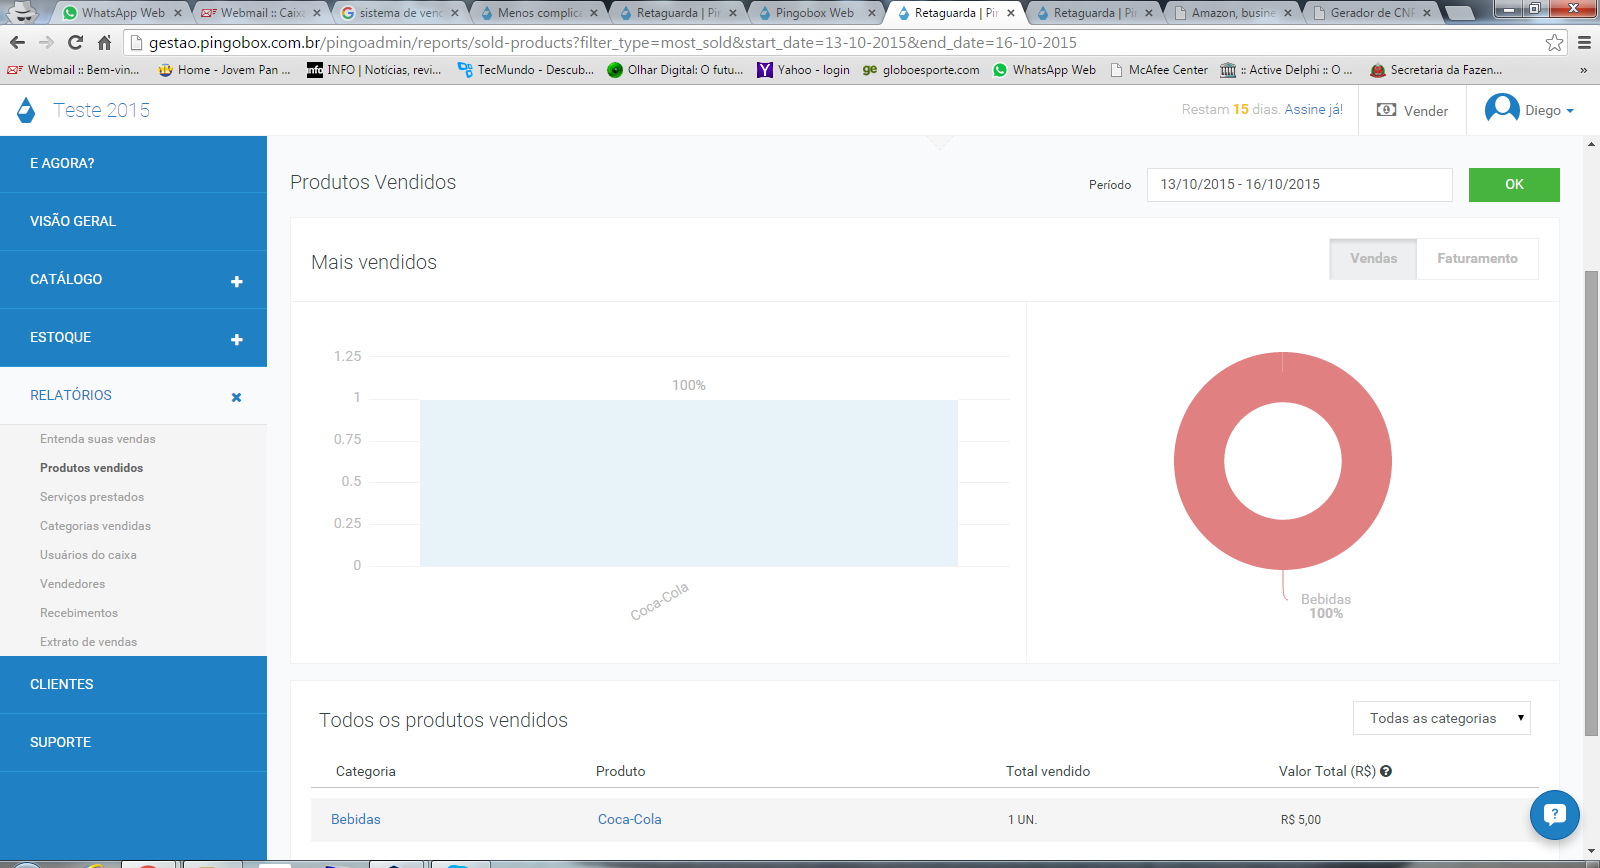 WhatsApp Web
Webmail :: Caixa
sistema de venc
Menos complica
Retaguarda | Pin
Pingobox Web
Retaguarda | Pin
Retaguarda | Pin
Amazon, busine
Gerador de CNP
gestao.pingobox.com.br/pingoadmin/reports/sold-products?filter_type=most_sold&start_date=13-10-2015&end_date=16-10-2015
Webmail :: Bem-vin...
Home - Jovem Pan ...
INFO | Notícias, revi...
TecMundo - Descub...
Olhar Digital: O futu...
Yahoo - login
globoesporte.com
WhatsApp Web
McAfee Center
:: Active Delphi :: O ...
Secretaria da Fazen...
»
Teste 2015
Restam 15 dias. Assine já!
Vender
Diego
E AGORA?
VISÃO GERAL
CATÁLOGO
ESTOQUE
RELATÓRIOS
Entenda suas vendas
Produtos vendidos
Serviços prestados
Categorias vendidas
Usuários do caixa
Vendedores
Recebimentos
Extrato de vendas
CLIENTES
SUPORTE
Produtos Vendidos
Período
13/10/2015 - 16/10/2015
OK
Mais vendidos
Vendas
Faturamento
1.25
100%
1
0.75
0.5
0.25
0
Coca-Cola
Bebidas
100%
Todos os produtos vendidos
Todas as categorias
Categoria Produto Total vendido Valor Total (R$)
Bebidas Coca-Cola 1 UN. R$ 5,00